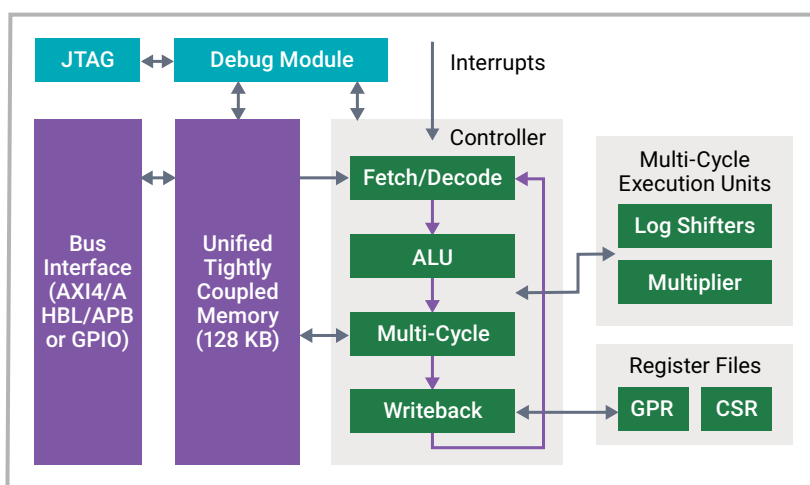 JTAG
Debug Module
Interrupts
Controller
Fetch/Decode
Multi-Cycle
Execution Units
Log Shifters
Multiplier
Bus
Interface
(AXI4/A
HBL/APB
or GPIO)
Unified
Tightly
Coupled
Memory
(128 KB)
ALU
Multi-Cycle
Writeback
Register Files
GPR
CSR